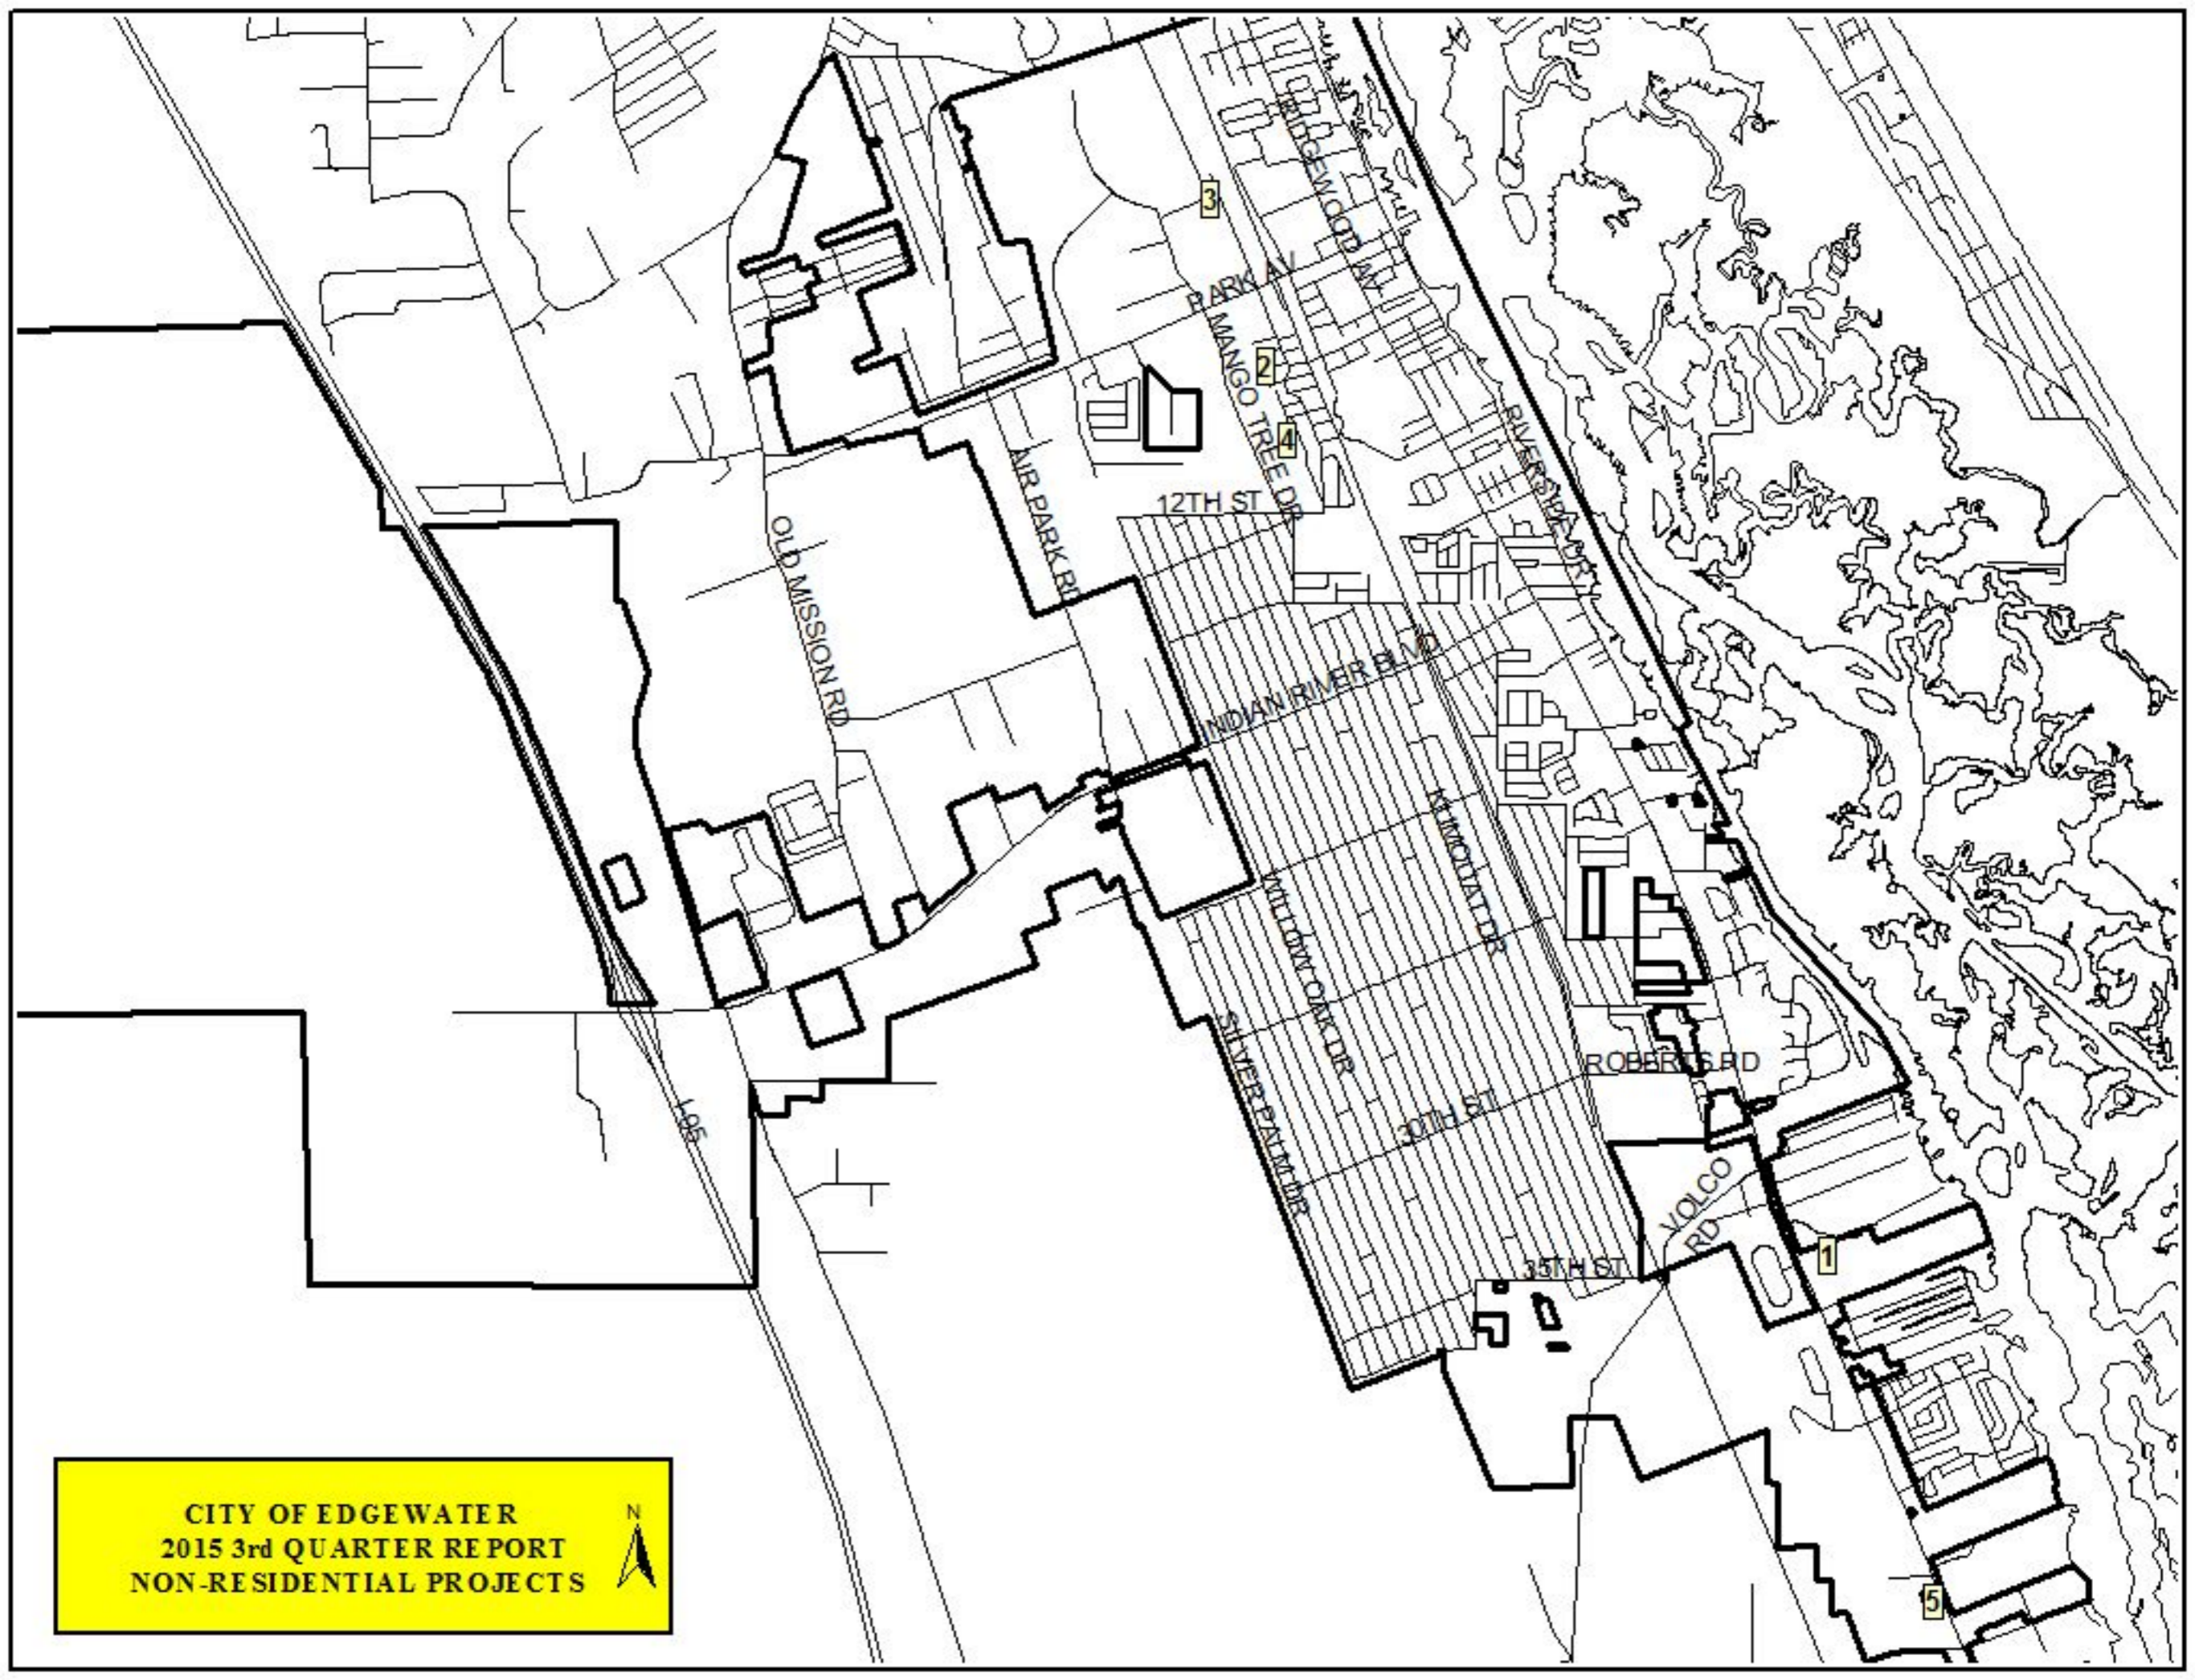 RIDGEWOOD AV
3
PARK AV
2
MANGO TREE DR
4
RIVERSIDE DR
AIR PARK RD
12TH ST
OLD MISSION RD
INDIAN RIVER BLVD
KUMQUAT DR
WILLOW OAK DR
SILVER PALM DR
ROBERTS RD
I-95
30TH ST
VOLCO
RD
1
35TH ST
CITY OF EDGEWATER
2015 3rd QUARTER REPORT
NON-RESIDENTIAL PROJECTS
N
5